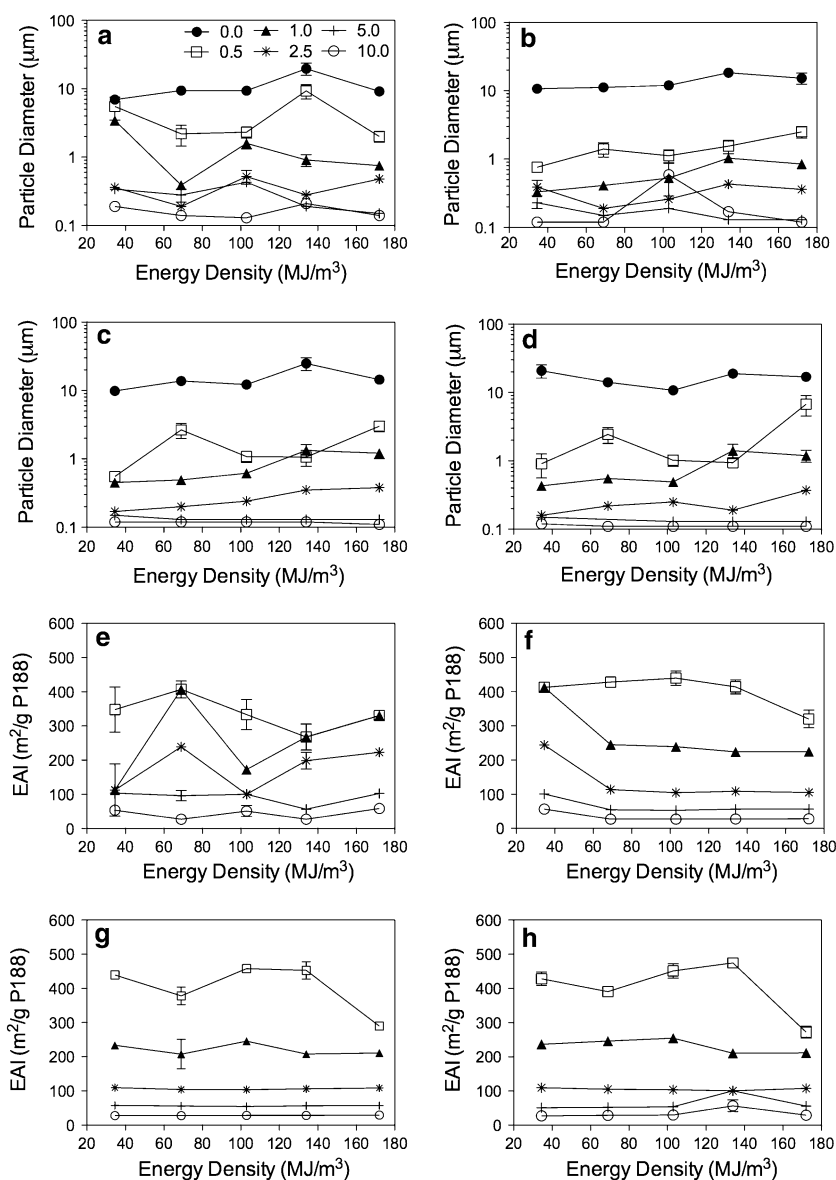 a
0.0 1.0 5.0
0.5 2.5 10.0
100
10
1
0.1
Particle Diameter (μm)
20 40 60 80 100 120 140 160 180
Energy Density (MJ/m³)
b
100
10
1
0.1
Particle Diameter (μm)
20 40 60 80 100 120 140 160 180
Energy Density (MJ/m³)
c
100
10
1
0.1
Particle Diameter (μm)
20 40 60 80 100 120 140 160 180
Energy Density (MJ/m³)
d
100
10
1
0.1
Particle Diameter (μm)
20 40 60 80 100 120 140 160 180
Energy Density (MJ/m³)
e
600
500
400
300
200
100
0
EAI (m²/g P188)
20 40 60 80 100 120 140 160 180
Energy Density (MJ/m³)
f
600
500
400
300
200
100
0
EAI (m²/g P188)
20 40 60 80 100 120 140 160 180
Energy Density (MJ/m³)
g
600
500
400
300
200
100
0
EAI (m²/g P188)
20 40 60 80 100 120 140 160 180
Energy Density (MJ/m³)
h
600
500
400
300
200
100
0
EAI (m²/g P188)
20 40 60 80 100 120 140 160 180
Energy Density (MJ/m³)